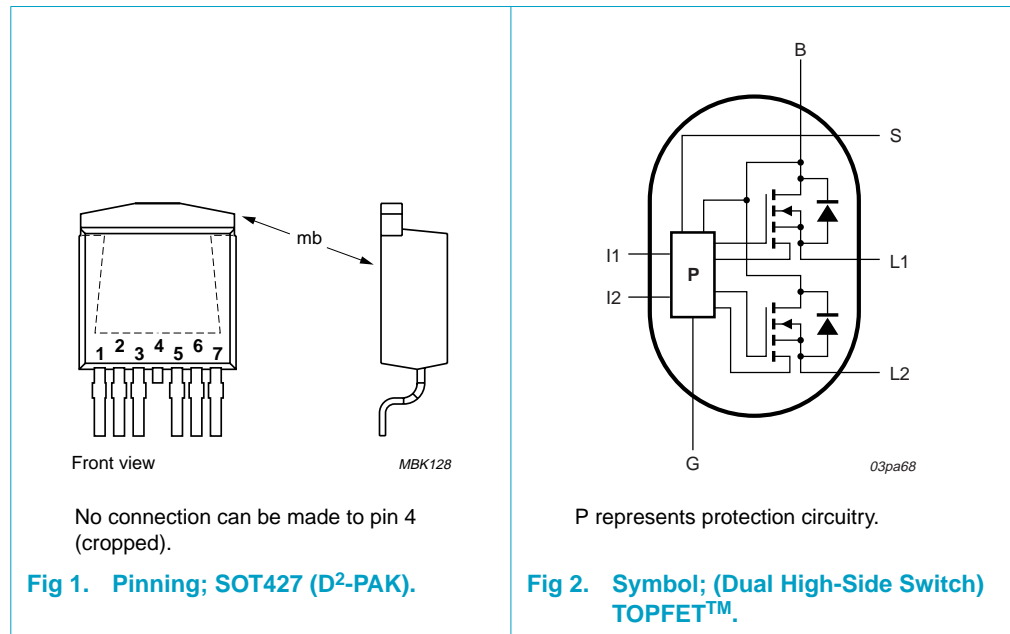 mb
1 2 3 4 5 6 7
Front view
MBK128
No connection can be made to pin 4
(cropped).
Fig 1. Pinning; SOT427 (D2-PAK).
B
S
I1
P
L1
I2
L2
G
03pa68
P represents protection circuitry.
Fig 2. Symbol; (Dual High-Side Switch)
TOPFETTM.